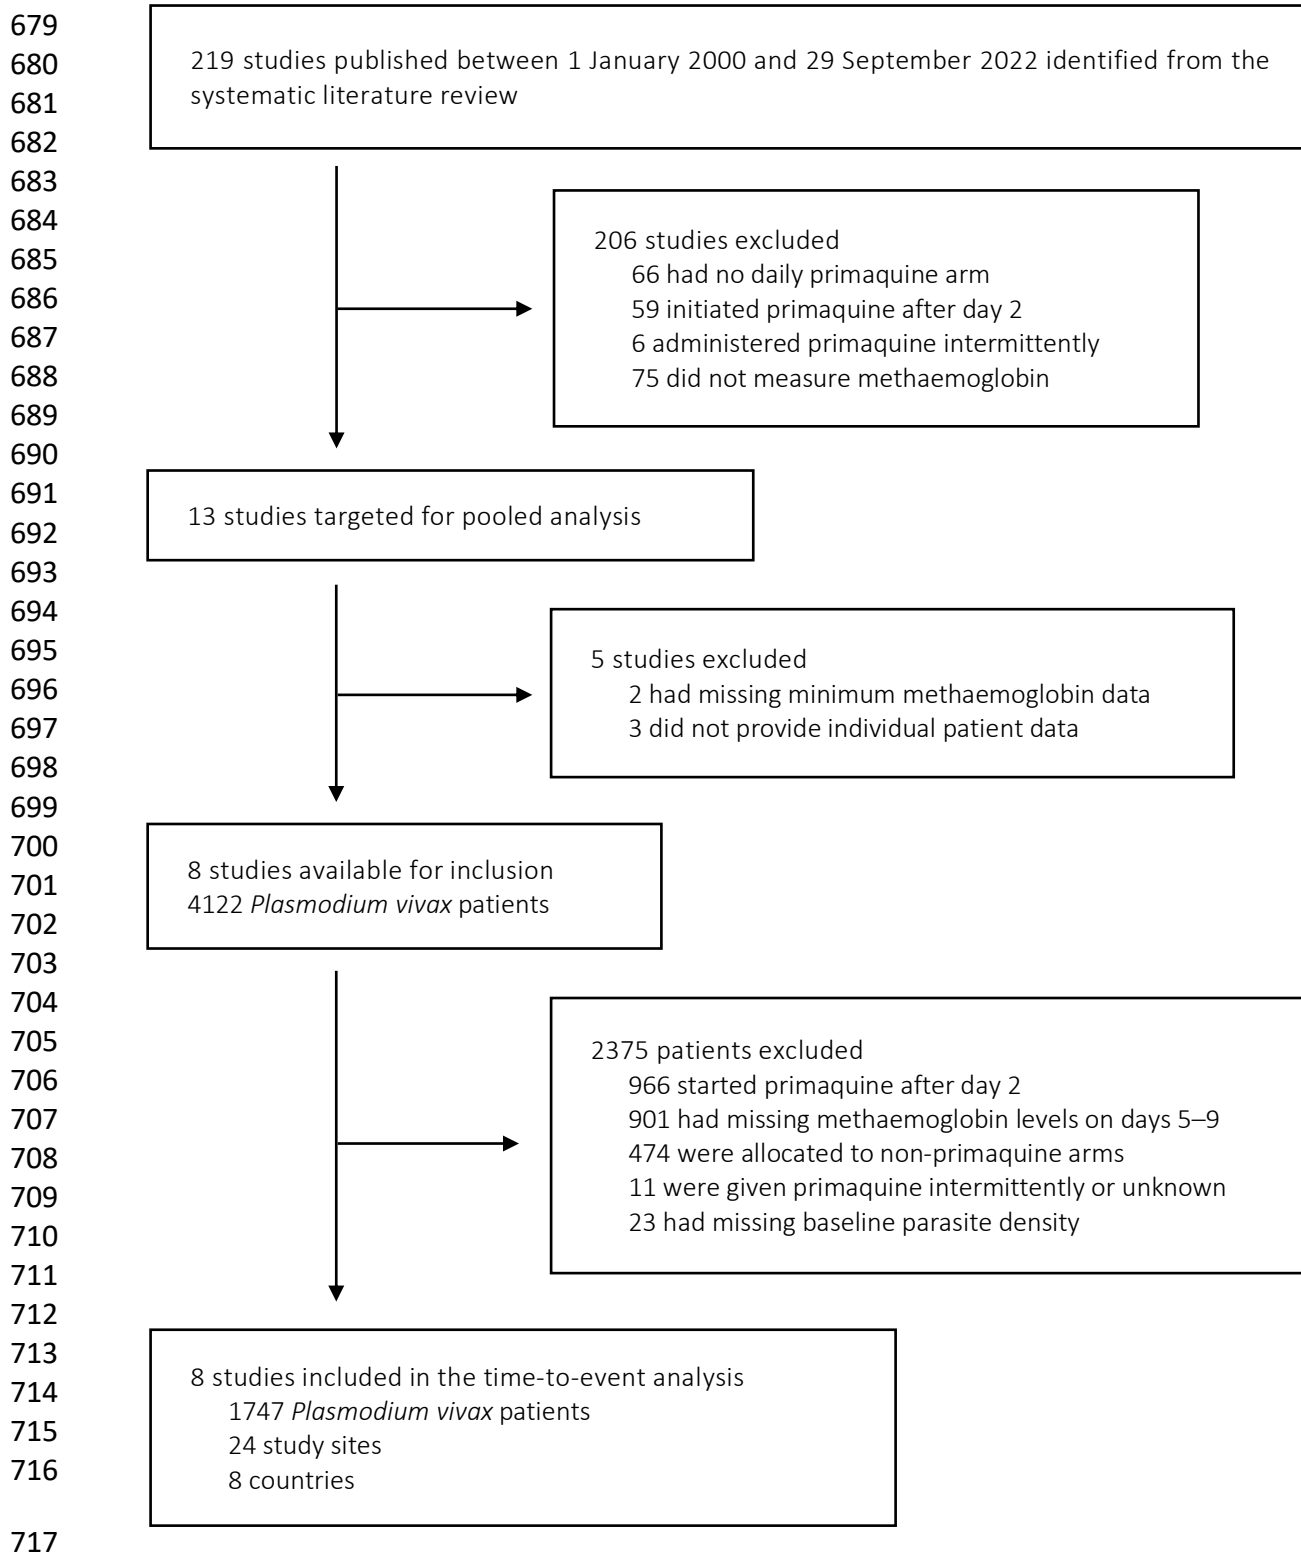 679
680
681
682
683
684
685
686
687
688
689
690
691
692
693
694
695
696
697
698
699
700
701
702
703
704
705
706
707
708
709
710
711
712
713
714
715
716
717
219 studies published between 1 January 2000 and 29 September 2022 identified from the
systematic literature review
206 studies excluded
66 had no daily primaquine arm
59 initiated primaquine after day 2
6 administered primaquine intermittently
75 did not measure methaemoglobin
13 studies targeted for pooled analysis
5 studies excluded
2 had missing minimum methaemoglobin data
3 did not provide individual patient data
8 studies available for inclusion
4122 Plasmodium vivax patients
2375 patients excluded
966 started primaquine after day 2
901 had missing methaemoglobin levels on days 5–9
474 were allocated to non-primaquine arms
11 were given primaquine intermittently or unknown
23 had missing baseline parasite density
8 studies included in the time-to-event analysis
1747 Plasmodium vivax patients
24 study sites
8 countries